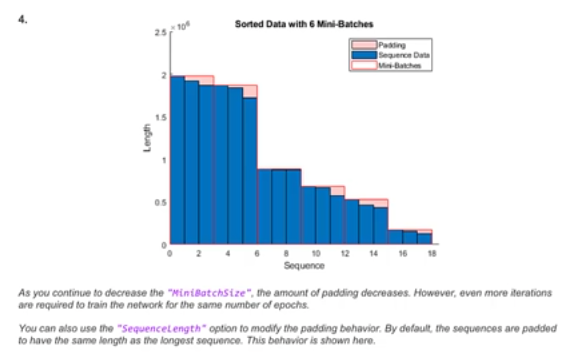 4.
Sorted Data with 6 Mini-Batches
× 10⁶
2.5
2
1.5
1
0.5
0
Length
Padding
Sequence Data
Mini-Batches
0 2 4 6 8 10 12 14 16 18
Sequence
As you continue to decrease the "MiniBatchSize", the amount of padding decreases. However, even more iterations
are required to train the network for the same number of epochs.
You can also use the "SequenceLength" option to modify the padding behavior. By default, the sequences are padded
to have the same length as the longest sequence. This behavior is shown here.